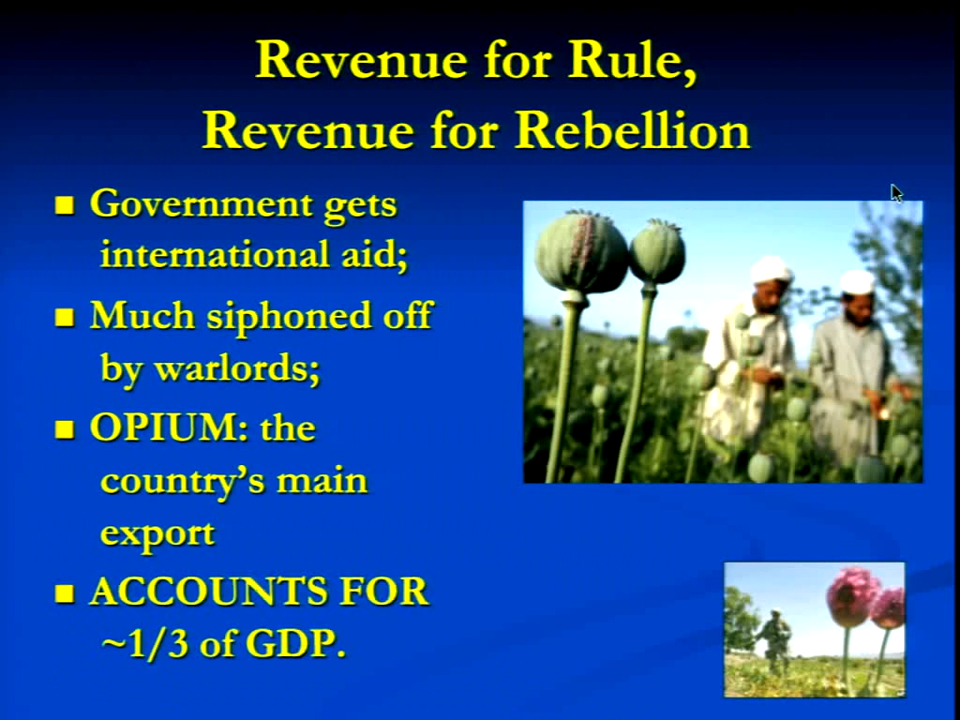 Revenue for Rule,
Revenue for Rebellion
Government gets
international aid;
Much siphoned off
by warlords;
OPIUM: the
country’s main
export
ACCOUNTS FOR
~1/3 of GDP.